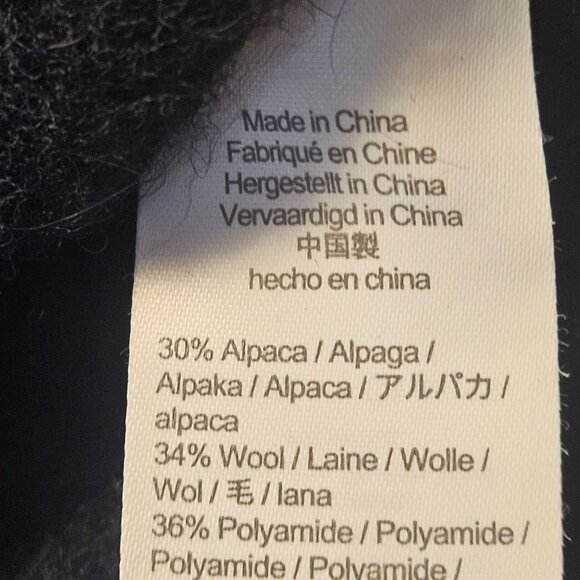 Made in China
Fabriqué en Chine
Hergestellt in China
Vervaardigd in China
中国製
hecho en china
30% Alpaca / Alpaga /
Alpaka / Alpaca / アルパカ /
alpaca
34% Wool / Laine / Wolle /
Wol / 毛 / lana
36% Polyamide / Polyamide /
Polyamide / Polyamide /